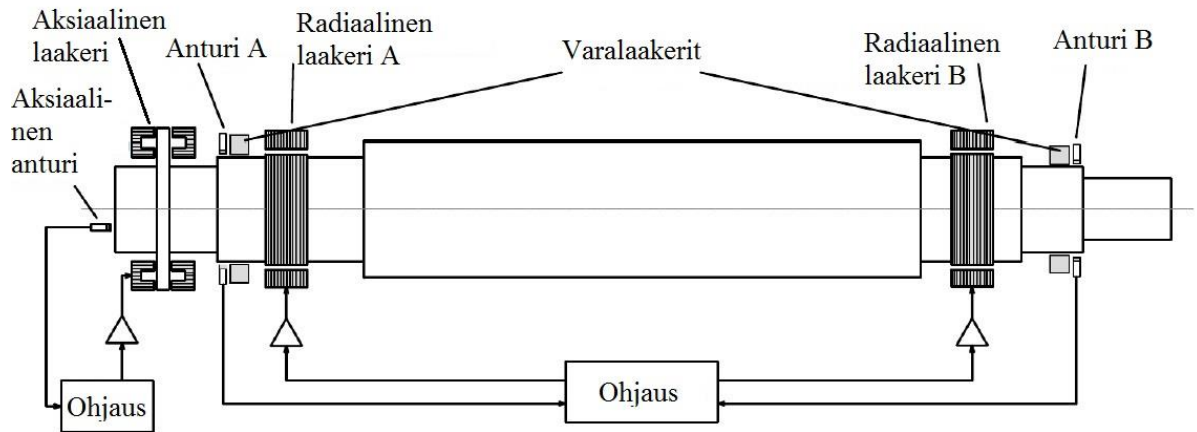 Aksiaalinen
laakeri
Anturi A
Radiaalinen
laakeri A
Varalaakerit
Radiaalinen
laakeri B
Anturi B
Aksiaali-
nen
anturi
Ohjaus
Ohjaus